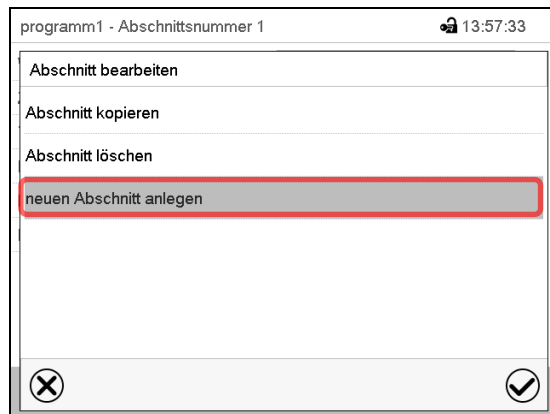 programm1 - Abschnittsnummer 1 13:57:33
Abschnitt bearbeiten
Abschnitt kopieren
Abschnitt löschen
neuen Abschnitt anlegen